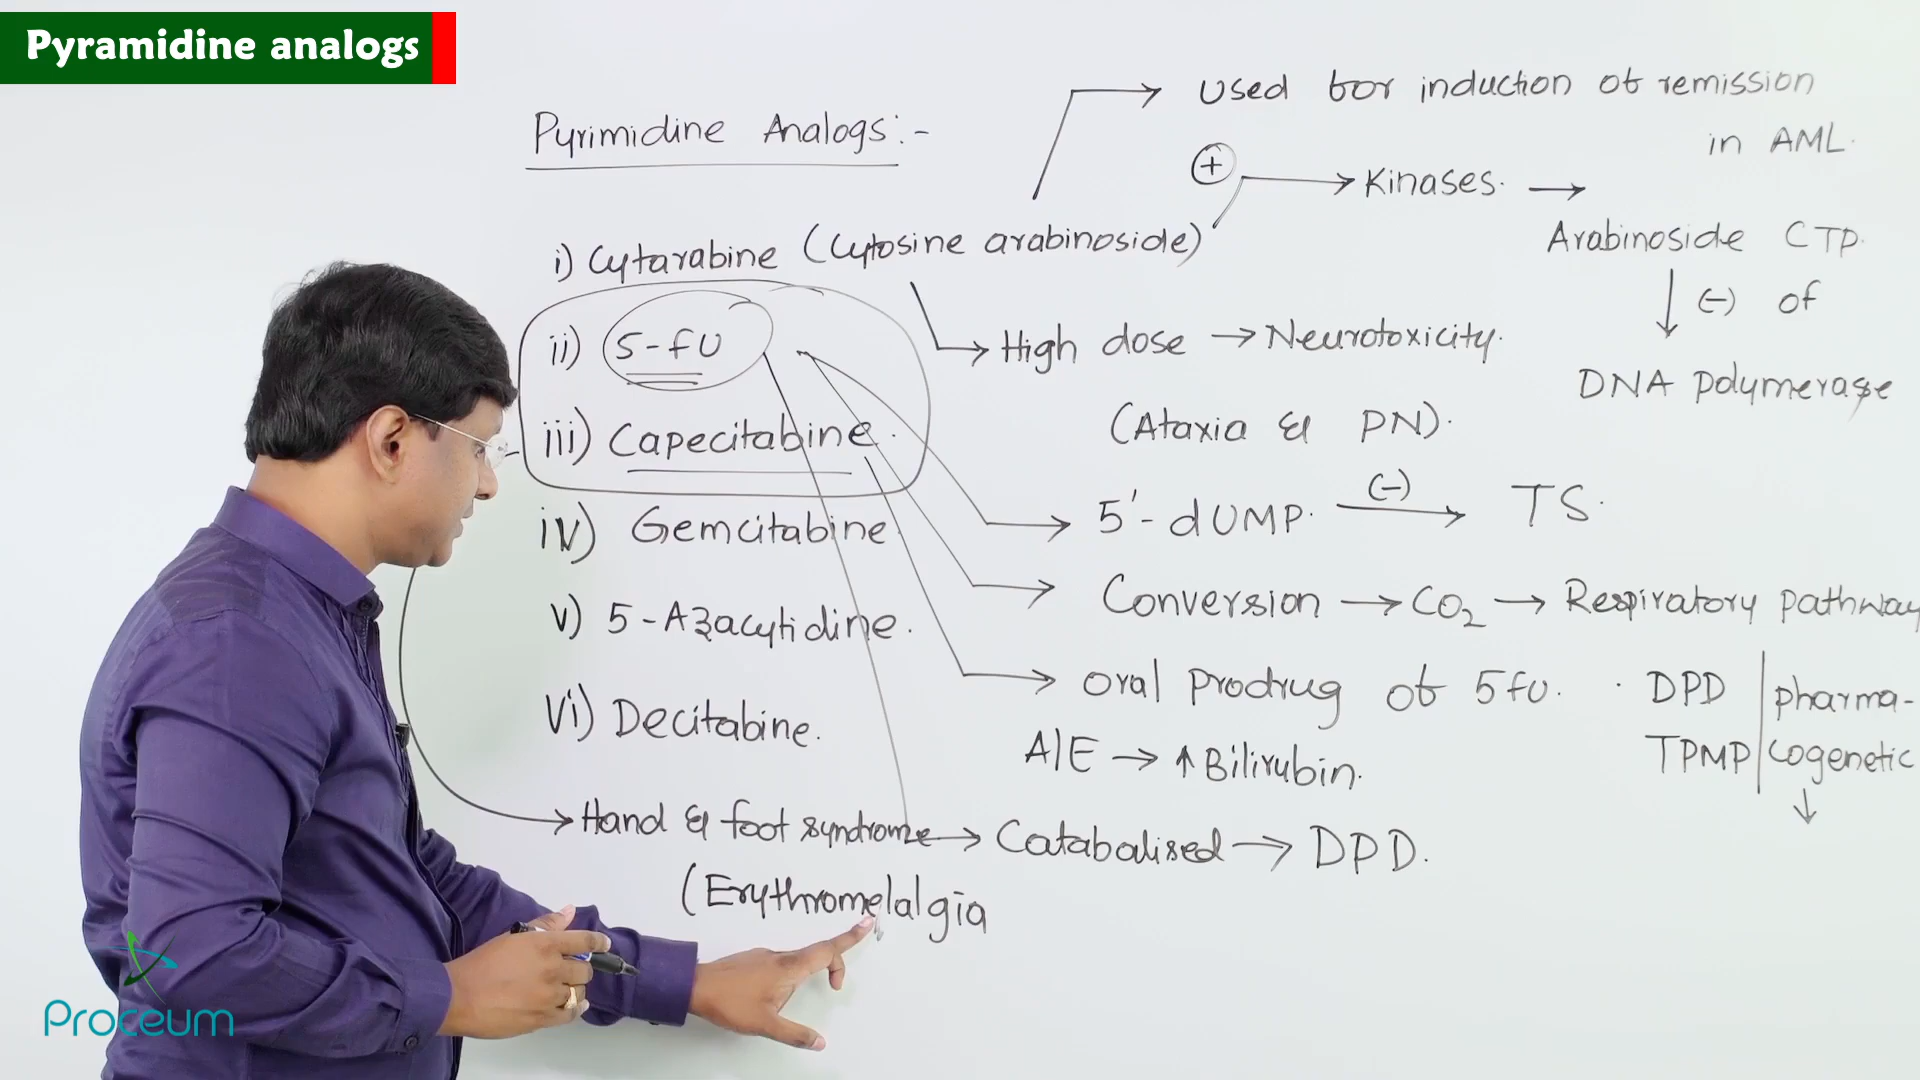 Pyramidine analogs
Pyrimidine Analogs:-
Used for induction of remission
in AML.
(+)
Kinases. →
i) Cytarabine (Cytosine arabinoside)
Arabinoside CTP.
↓ (-) of
DNA polymerase
ii) 5-FU
High dose → Neurotoxicity.
(Ataxia & PN).
iii) Capecitabine.
5'-dUMP. (-)→ TS.
iv) Gemcitabine.
Conversion → CO2 → Respiratory pathway
v) 5-Azacytidine.
Oral prodrug of 5FU.
DPD | pharma-
TPMP | cogenetic
↓
vi) Decitabine.
A/E → ↑ Bilirubin.
Hand & foot syndrome
Catabalised → DPD.
(Erythromelalgia
Proceum